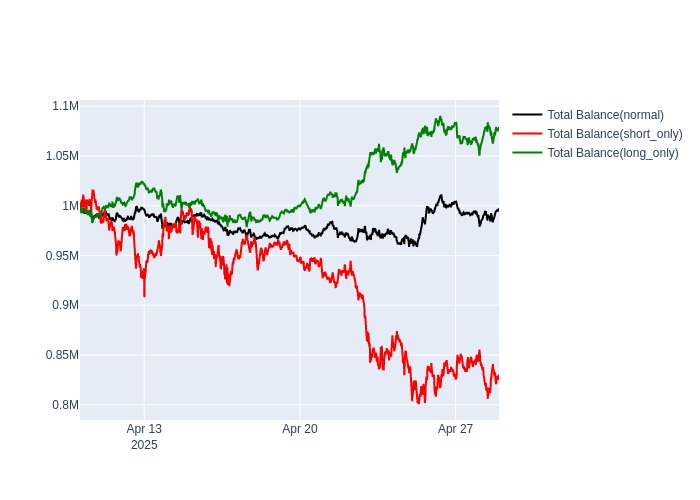 1.1M
1.05M
1M
0.95M
0.9M
0.85M
0.8M
Apr 13
2025
Apr 20
Apr 27
Total Balance(normal)
Total Balance(short_only)
Total Balance(long_only)